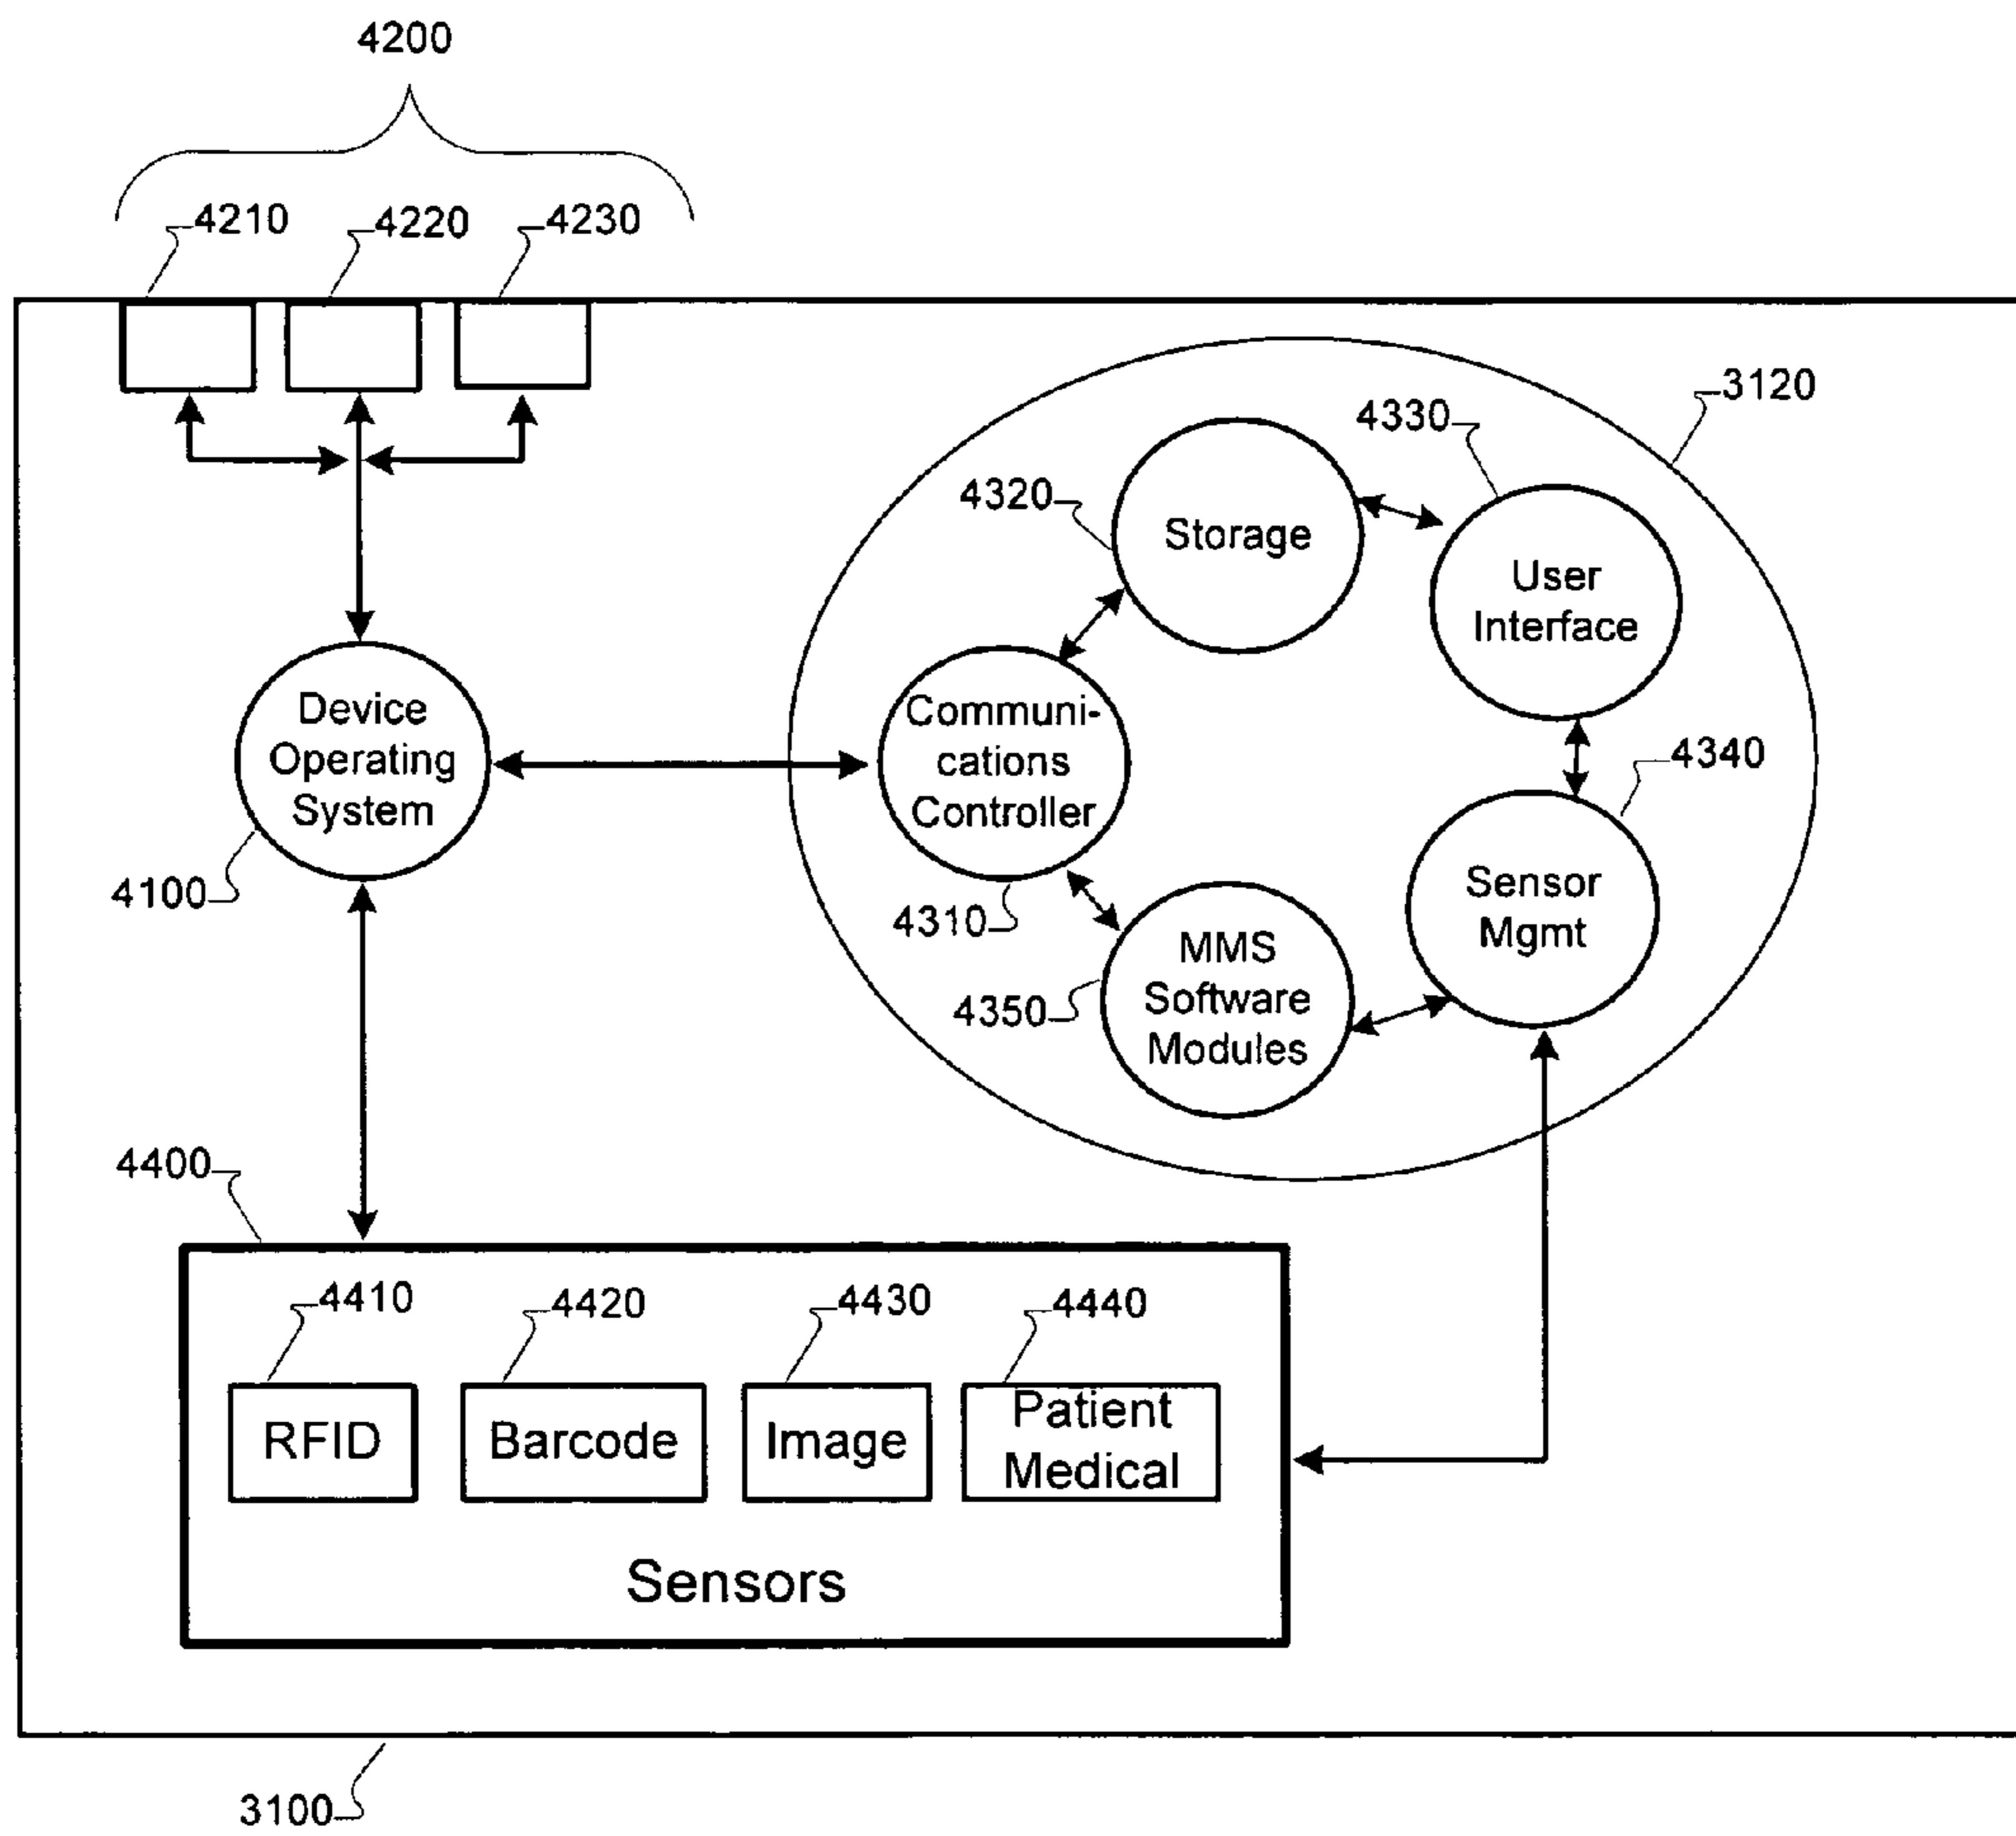 4200
4210
4220
4230
3120
4330
4320
Storage
User
Interface
Device
Operating
System
Communi-
cations
Controller
4340
4100
4310
Sensor
Mgmt
MMS
Software
Modules
4350
4400
4410
4420
4430
4440
RFID
Barcode
Image
Patient
Medical
Sensors
3100